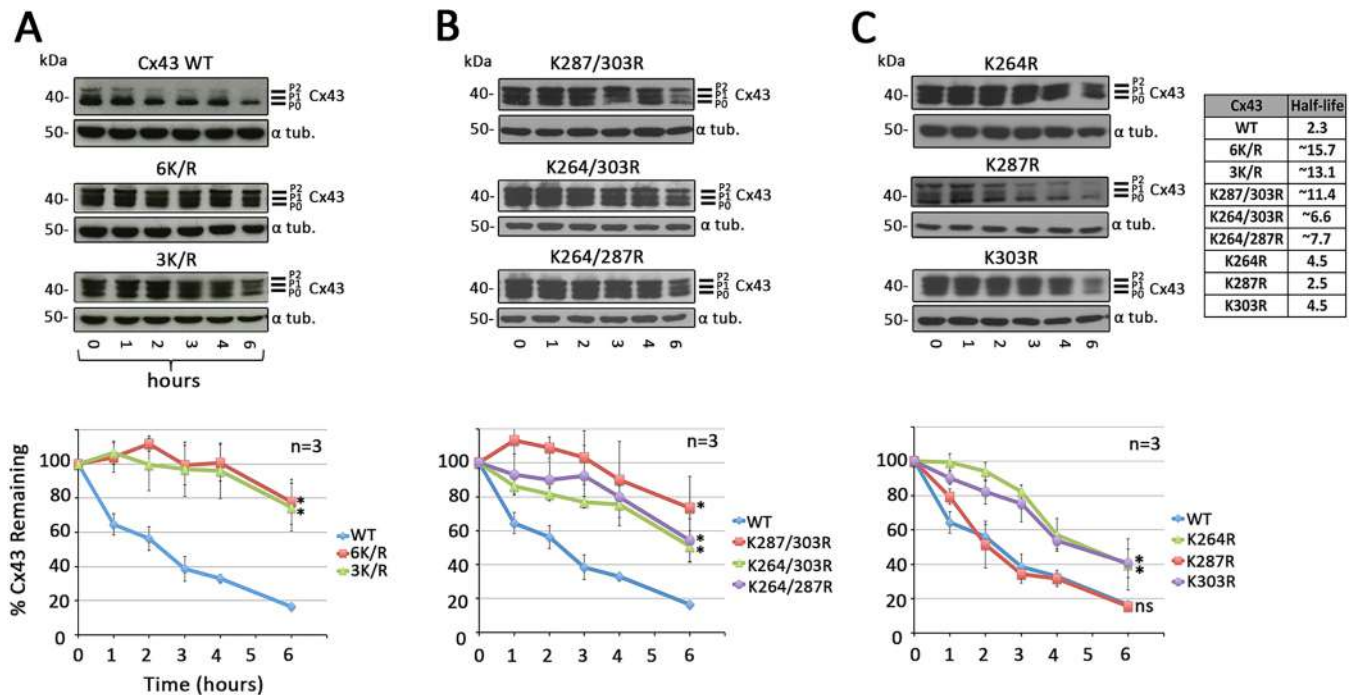 A
kDa
Cx43 WT
40-
P2
P1
P0
Cx43
50-
α tub.
6K/R
40-
P2
P1
P0
Cx43
50-
α tub.
3K/R
40-
P2
P1
P0
Cx43
50-
α tub.
0 1 2 3 4 6
hours
B
kDa
K287/303R
40-
P2
P1
P0
Cx43
50-
α tub.
K264/303R
40-
P2
P1
P0
Cx43
50-
α tub.
K264/287R
40-
P2
P1
P0
Cx43
50-
α tub.
0 1 2 3 4 6
C
kDa
K264R
40-
P2
P1
P0
Cx43
50-
α tub.
K287R
40-
P2
P1
P0
Cx43
50-
α tub.
K303R
40-
P2
P1
P0
Cx43
50-
α tub.
0 1 2 3 4 6
Cx43 Half-life
WT 2.3
6K/R ~15.7
3K/R ~13.1
K287/303R ~11.4
K264/303R ~6.6
K264/287R ~7.7
K264R 4.5
K287R 2.5
K303R 4.5
% Cx43 Remaining
100
80
60
40
20
0
n=3
*
*
WT
6K/R
3K/R
0 1 2 3 4 5 6
Time (hours)
100
80
60
40
20
0
n=3
*
*
*
WT
K287/303R
K264/303R
K264/287R
0 1 2 3 4 5 6
100
80
60
40
20
0
n=3
*
*
ns
WT
K264R
K287R
K303R
0 1 2 3 4 5 6